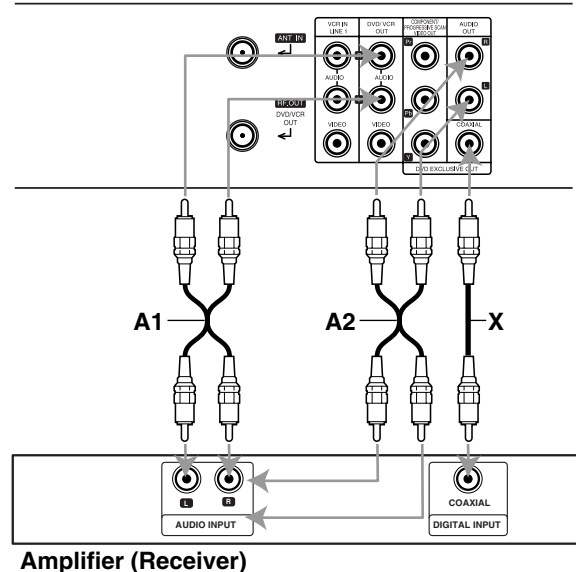 VCR IN
LINE 1
DVD/ VCR
OUT
COMPONENT/
PROGRESSIVE SCAN
VIDEO OUT
AUDIO
OUT
ANT IN
Pr
R
AUDIO
AUDIO
RF.OUT
DVD/VCR
OUT
L
Pb
VIDEO
VIDEO
COAXIAL
Y
DVD EXCLUSIVE OUT
A1
A2
X
L
R
COAXIAL
AUDIO INPUT
DIGITAL INPUT
Amplifier (Receiver)